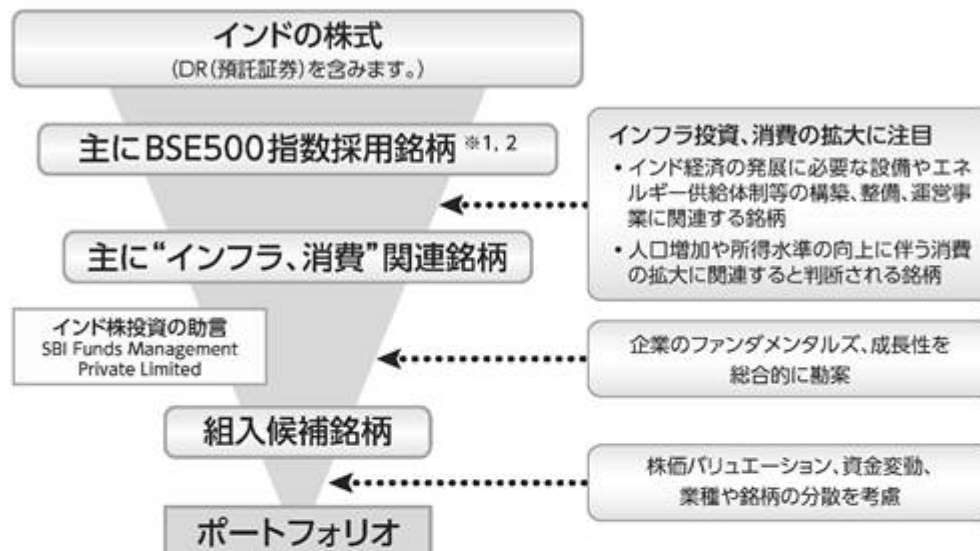 インドの株式
(DR(預託証券)を含みます。)
主にBSE500指数採用銘柄 ※1, 2
インフラ投資、消費の拡大に注目
• インド経済の発展に必要な設備やエネ
ルギー供給体制等の構築、整備、運営事
業に関連する銘柄
• 人口増加や所得水準の向上に伴う消費
の拡大に関連すると判断される銘柄
主に“インフラ、消費”関連銘柄
インド株投資の助言
SBI Funds Management
Private Limited
企業のファンダメンタルズ、成長性を
総合的に勘案
組入候補銘柄
株価バリュエーション、資金変動、
業種や銘柄の分散を考慮
ポートフォリオ